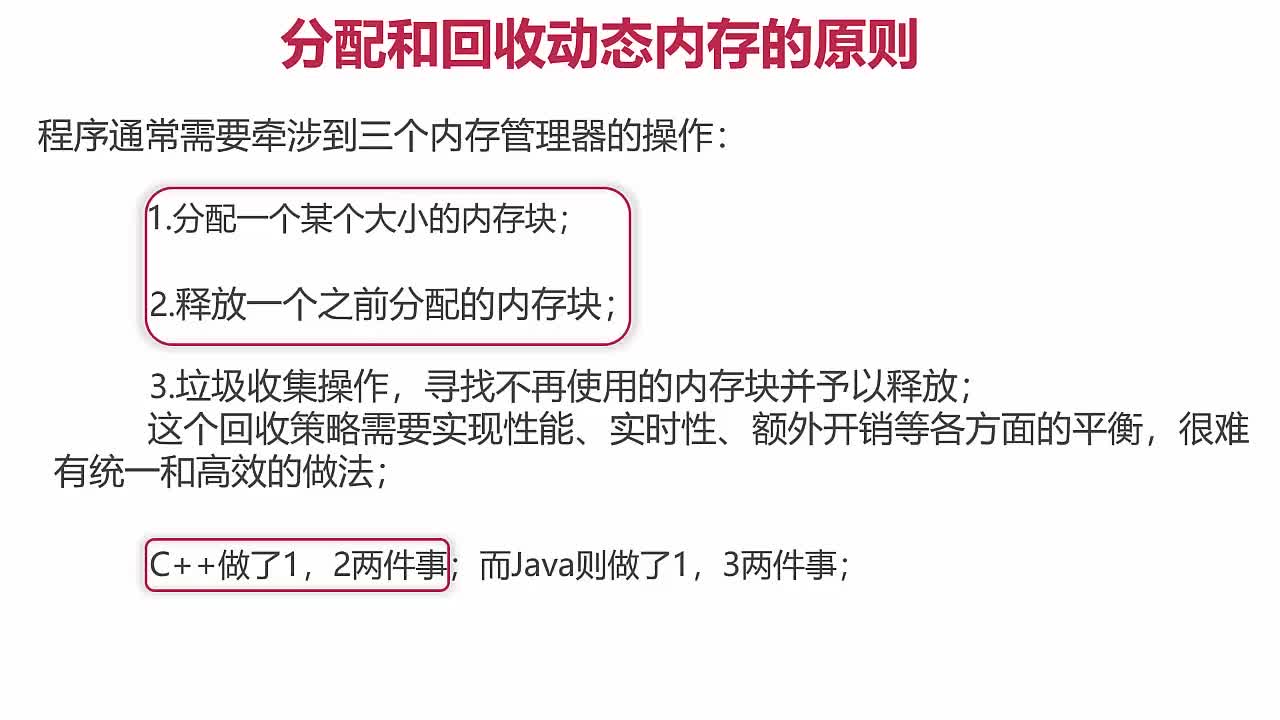 分配和回收动态内存的原则
程序通常需要牵涉到三个内存管理器的操作：
1.分配一个某个大小的内存块；
2.释放一个之前分配的内存块；
3.垃圾收集操作，寻找不再使用的内存块并予以释放；
这个回收策略需要实现性能、实时性、额外开销等各方面的平衡，很难
有统一和高效的做法；
C++做了1，2两件事；而Java则做了1，3两件事；